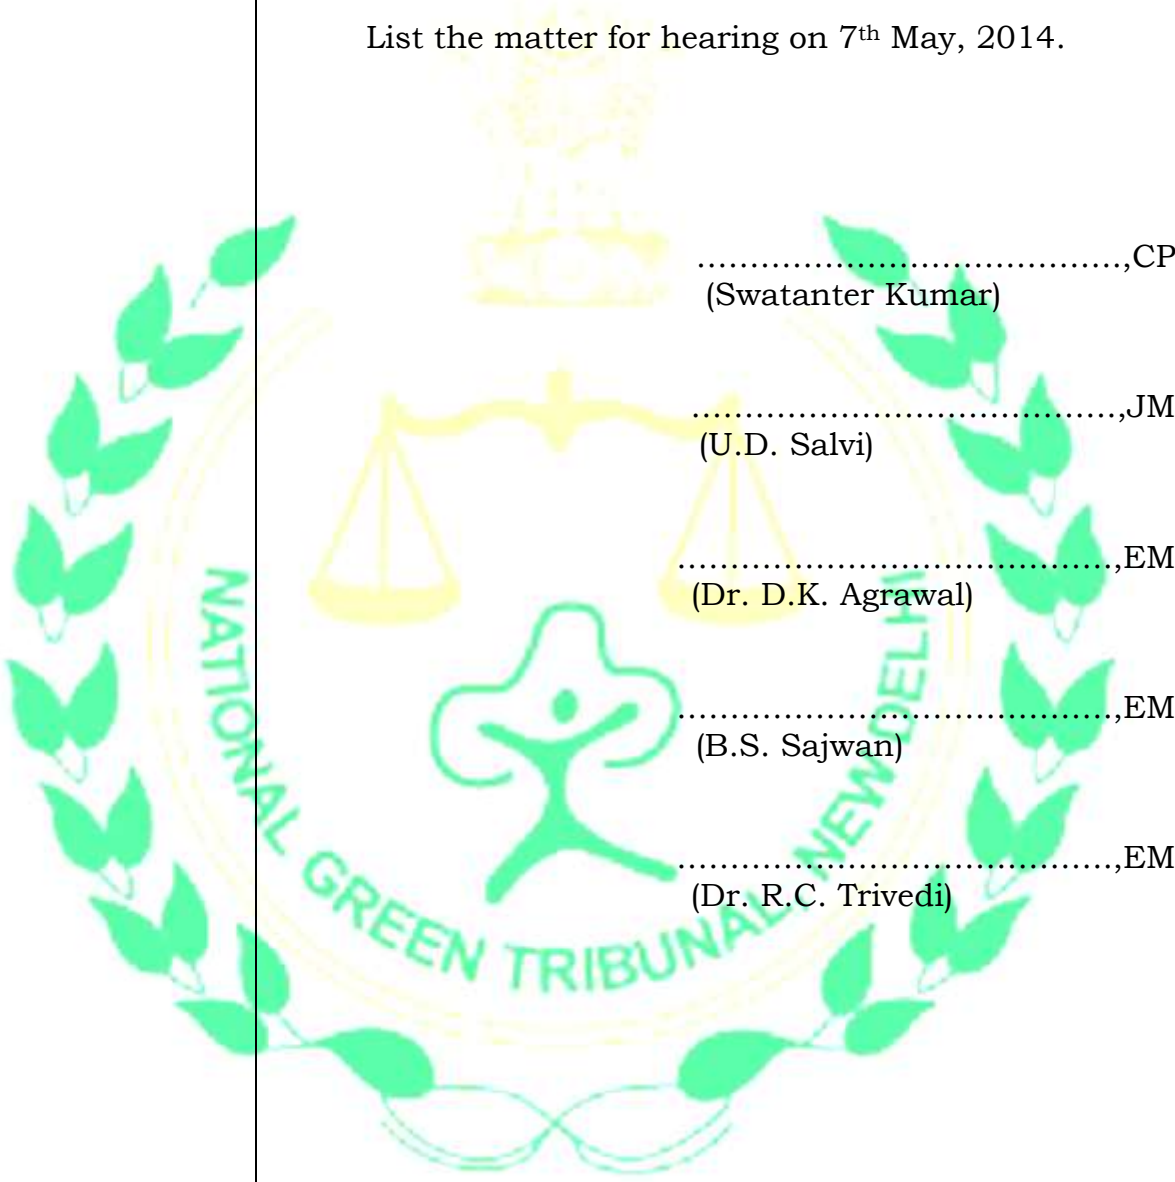 List the matter for hearing on 7th May, 2014.
..........................................,CP
(Swatanter Kumar)
..........................................,JM
(U.D. Salvi)
..........................................,EM
(Dr. D.K. Agrawal)
..........................................,EM
(B.S. Sajwan)
..........................................,EM
(Dr. R.C. Trivedi)
NATIONAL GREEN TRIBUNAL, NEW DELHI